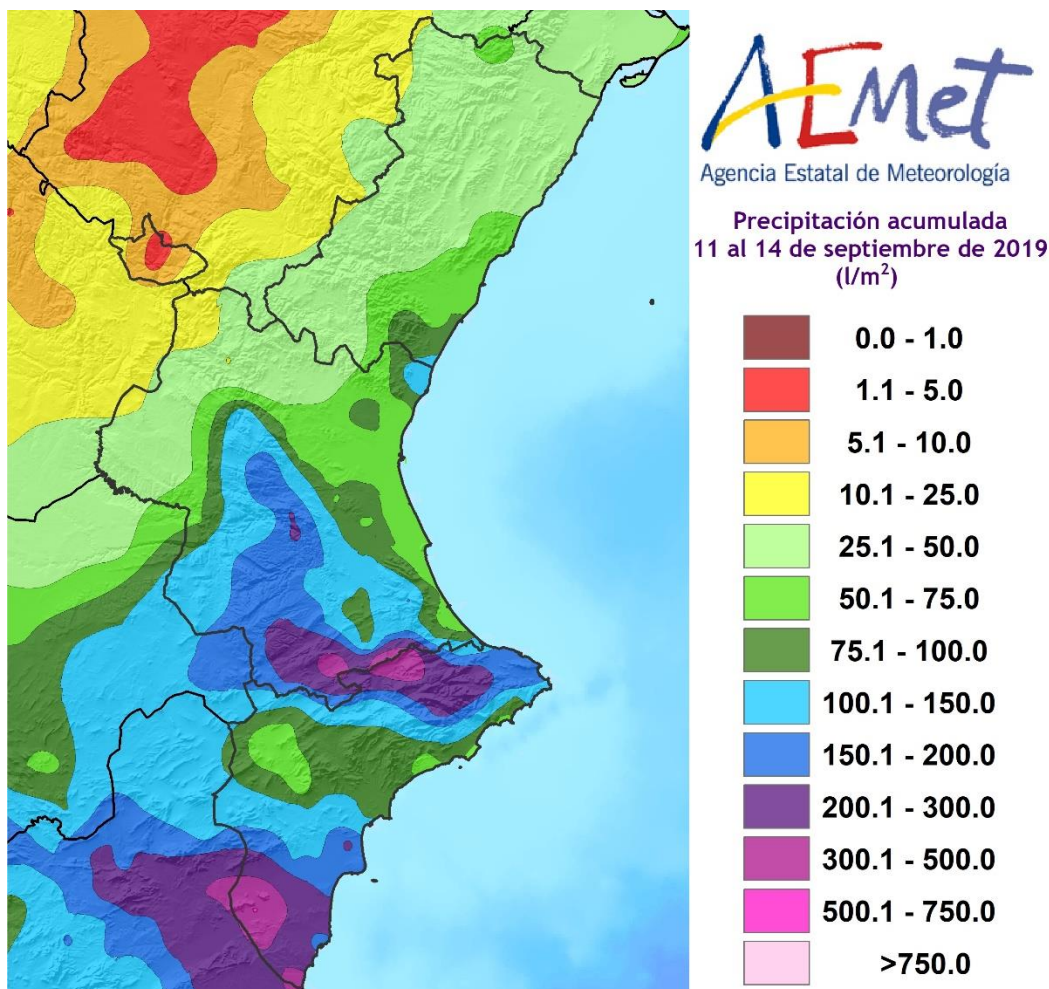 AEMet
Agencia Estatal de Meteorología
Precipitación acumulada
11 al 14 de septiembre de 2019
(l/m²)
0.0 - 1.0
1.1 - 5.0
5.1 - 10.0
10.1 - 25.0
25.1 - 50.0
50.1 - 75.0
75.1 - 100.0
100.1 - 150.0
150.1 - 200.0
200.1 - 300.0
300.1 - 500.0
500.1 - 750.0
>750.0